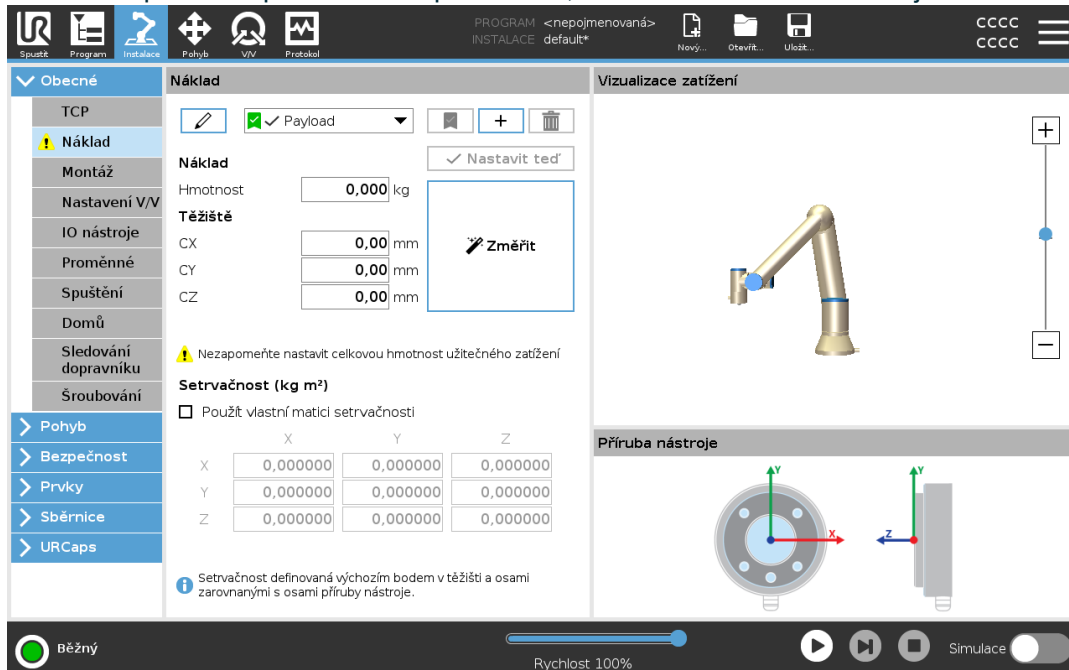 PROGRAM <nepojmenovaná>
INSTALACE default*
Spustit Program Instalace Pohyb V/V Protokol
Nový... Otevřít... Uložit...
CCCC
CCCC
Obecné
TCP
Náklad
Montáž
Nastavení V/V
IO nástroje
Proměnné
Spuštění
Domů
Sledování
dopravníku
Šroubování
Pohyb
Bezpečnost
Prvky
Sběrnice
URCaps
Náklad
Payload
+
Nastavit teď
Náklad
Hmotnost 0,000 kg
Těžiště
CX 0,00 mm
CY 0,00 mm
CZ 0,00 mm
Změřit
Nezapomeňte nastavit celkovou hmotnost užitečného zatížení
Setrvačnost (kg m²)
Použít vlastní matici setrvačnosti
X Y Z
X 0,000000 0,000000 0,000000
Y 0,000000 0,000000 0,000000
Z 0,000000 0,000000 0,000000
Setrvačnost definovaná výchozím bodem v těžišti a osami
zarovnanými s osami příruby nástroje.
Vizualizace zatížení
+
−
Příruba nástroje
Y
X
Y
Z
Běžný
Rychlost 100%
Simulace